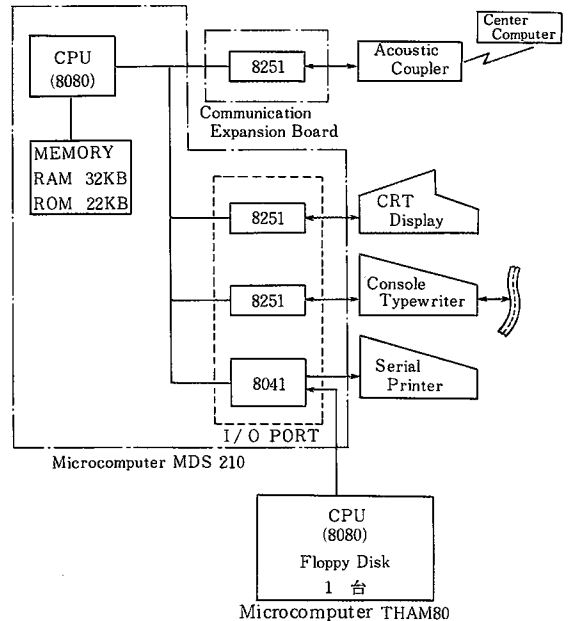 Center
Computer
CPU
(8080)
8251
Acoustic
Coupler
Communication
Expansion Board
MEMORY
RAM 32KB
ROM 22KB
8251
CRT
Display
8251
Console
Typewriter
8041
Serial
Printer
I/O PORT
Microcomputer MDS 210
CPU
(8080)
Floppy Disk
1 台
Microcomputer THAM80